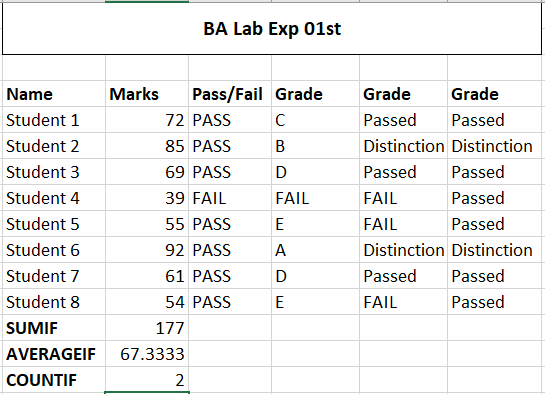 BA Lab Exp 01st
Name Marks Pass/Fail Grade Grade Grade
Student 1 72 PASS C Passed Passed
Student 2 85 PASS B Distinction Distinction
Student 3 69 PASS D Passed Passed
Student 4 39 FAIL FAIL FAIL Passed
Student 5 55 PASS E FAIL Passed
Student 6 92 PASS A Distinction Distinction
Student 7 61 PASS D Passed Passed
Student 8 54 PASS E FAIL Passed
SUMIF 177
AVERAGEIF 67.3333
COUNTIF 2